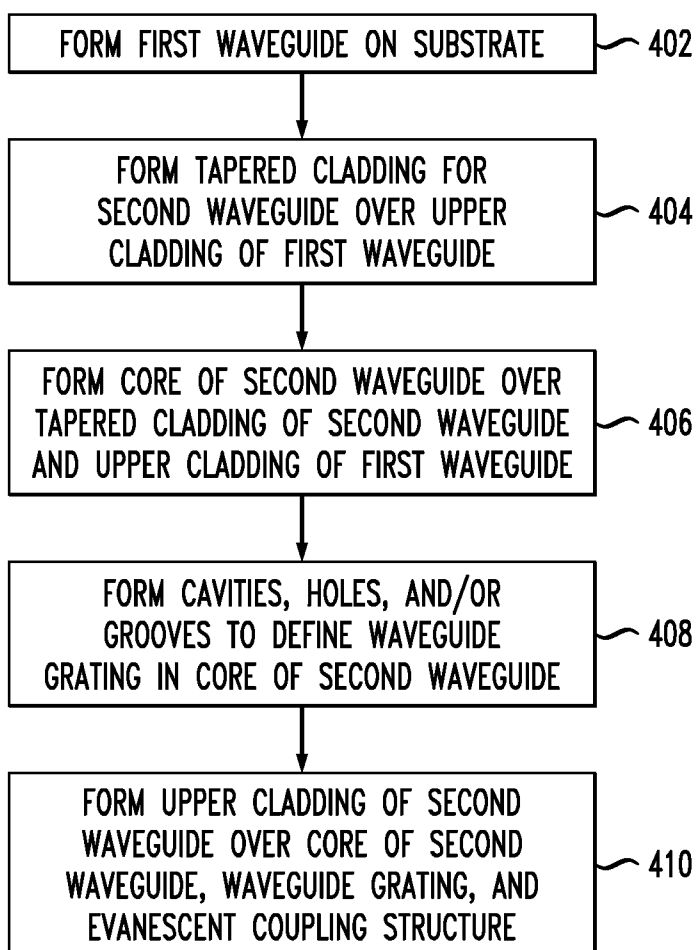 FORM FIRST WAVEGUIDE ON SUBSTRATE 402
FORM TAPERED CLADDING FOR
SECOND WAVEGUIDE OVER UPPER 404
CLADDING OF FIRST WAVEGUIDE
FORM CORE OF SECOND WAVEGUIDE OVER
TAPERED CLADDING OF SECOND WAVEGUIDE 406
AND UPPER CLADDING OF FIRST WAVEGUIDE
FORM CAVITIES, HOLES, AND/OR
GROOVES TO DEFINE WAVEGUIDE 408
GRATING IN CORE OF SECOND WAVEGUIDE
FORM UPPER CLADDING OF SECOND
WAVEGUIDE OVER CORE OF SECOND
WAVEGUIDE, WAVEGUIDE GRATING, AND 410
EVANESCENT COUPLING STRUCTURE